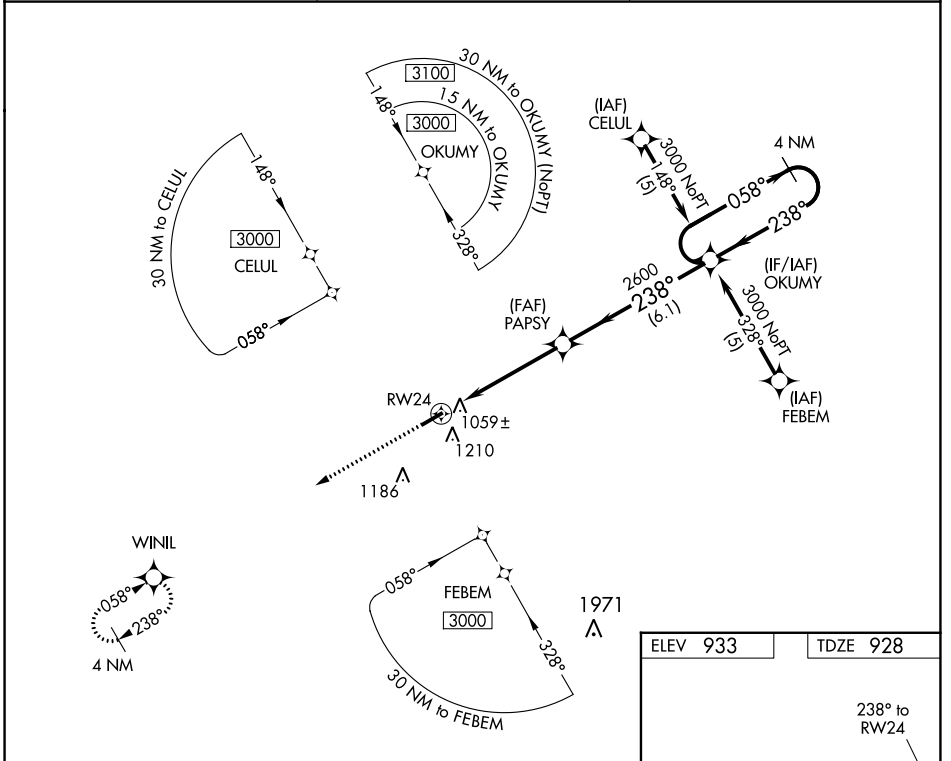 30 NM to OKUMY (NoPT)
3100
148°
15 NM to OKUMY
3000
OKUMY
328°
(IAF)
CELUL
3000 NoPT
148°
(5)
4 NM
058°
238°
30 NM to CELUL
148°
3000
CELUL
058°
(IF/IAF)
OKUMY
2600
238°
(6.1)
(FAF)
PAPSY
3000 NoPT
328°
(5)
(IAF)
FEBEM
RW24
1059±
1210
1186
WINIL
058°
238°
4 NM
058°
FEBEM
3000
328°
30 NM to FEBEM
1971
ELEV 933
TDZE 928
238° to
RW24